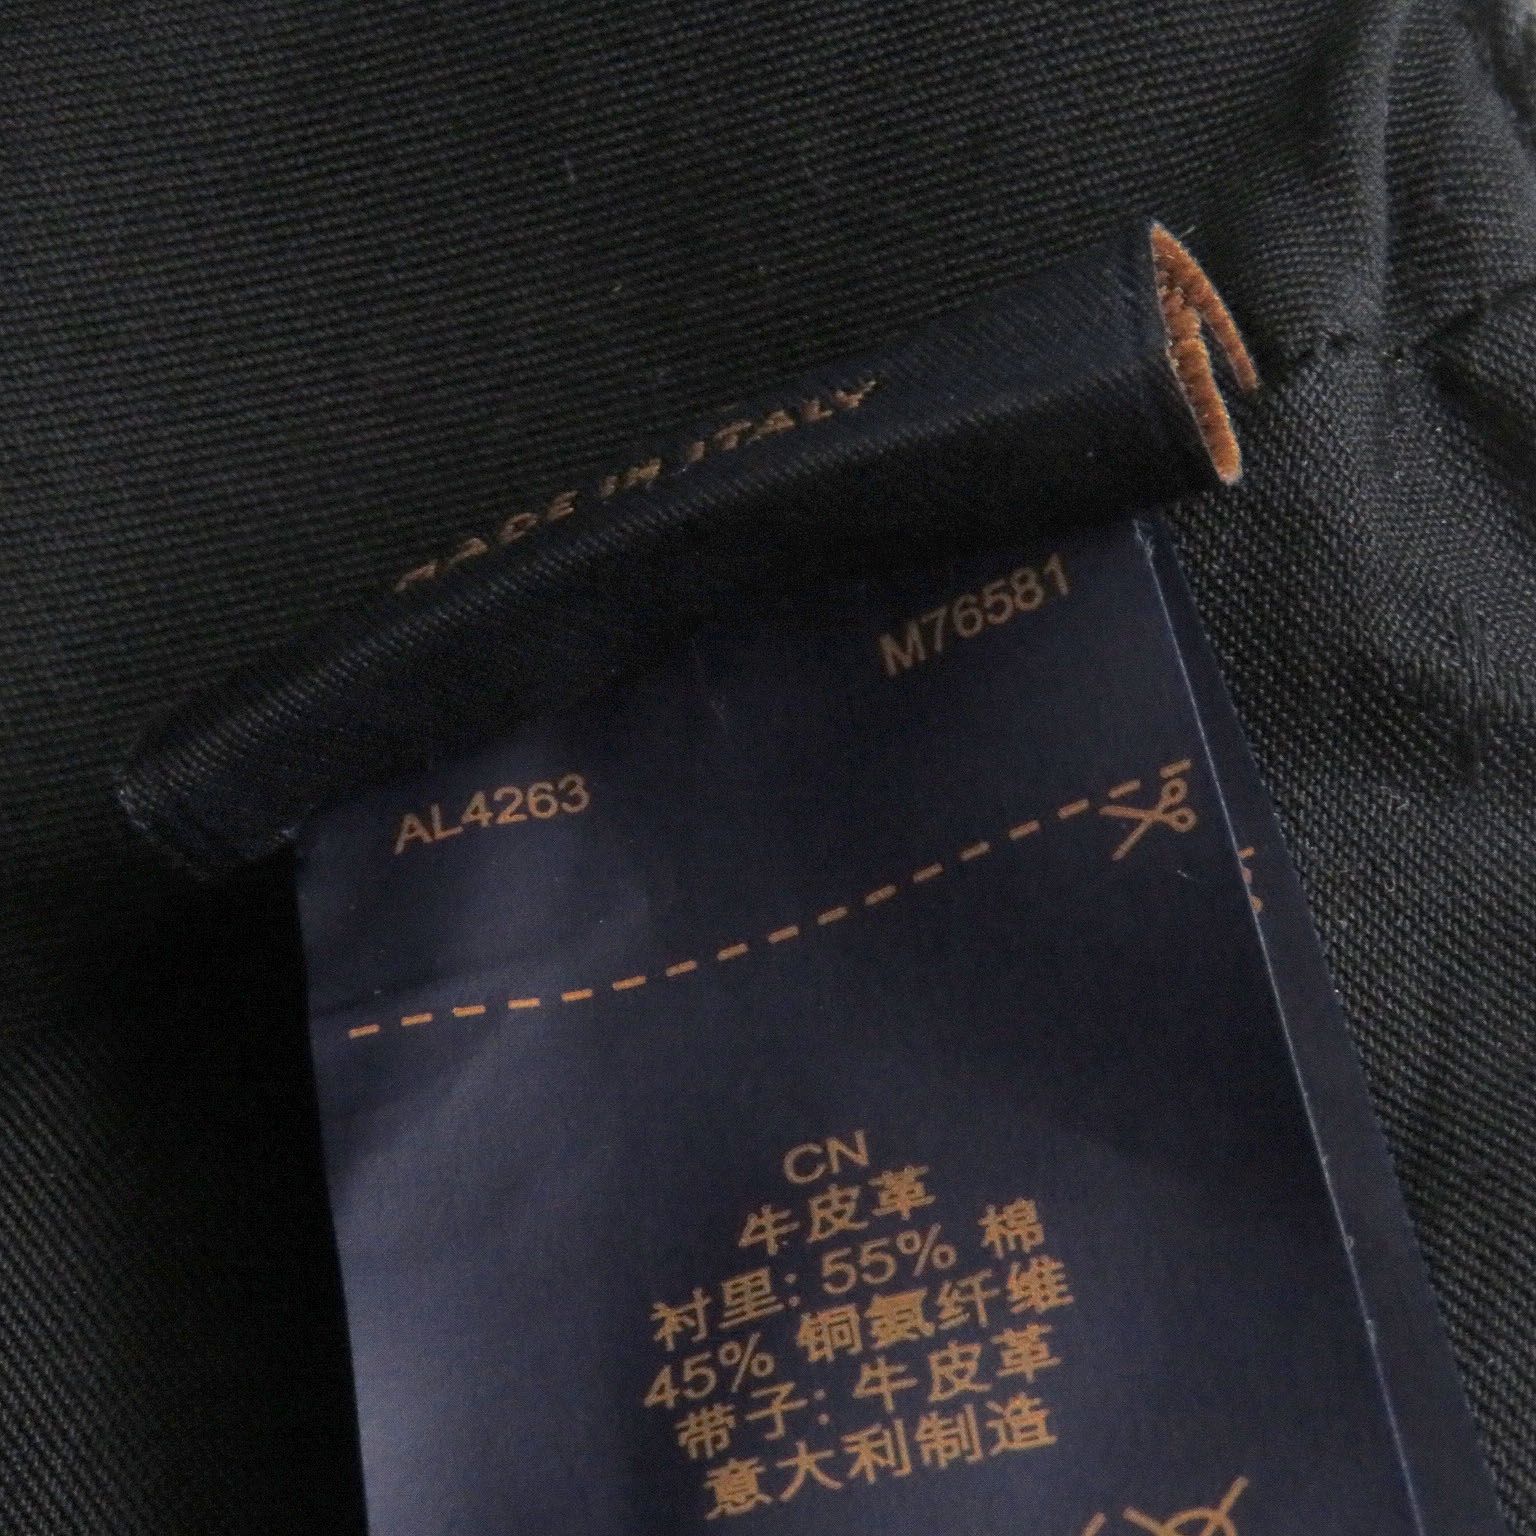 MADE IN ITALY
M76581
AL4263
CN
牛皮革
衬里: 55% 棉
45% 铜氨纤维
带子: 牛皮革
意大利制造